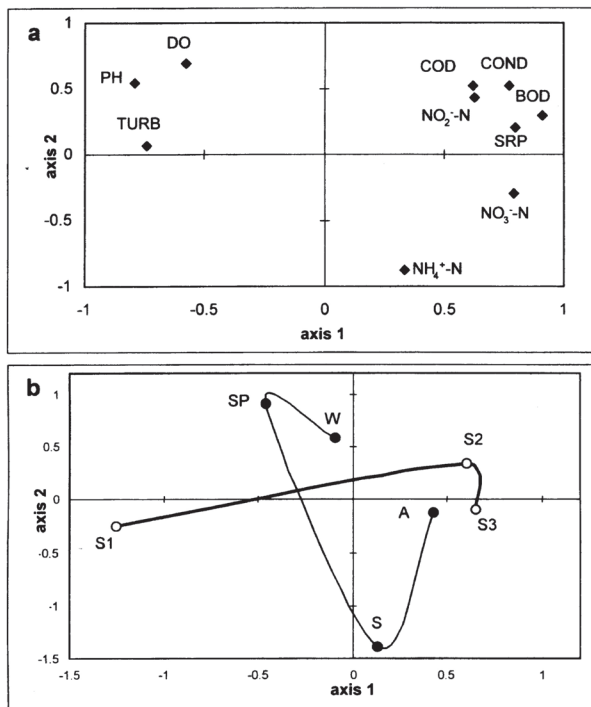 a
1
DO
PH
COD
COND
0.5
NO₂⁻-N
BOD
TURB
SRP
axis 2
0
NO₃⁻-N
-0.5
NH₄⁺-N
-1
-1
-0.5
0
0.5
1
axis 1
b
1
SP
W
0.5
S2
axis 2
0
A
S3
S1
-0.5
-1
S
-1.5
-1.5
-1
-0.5
0
0.5
1
axis 1